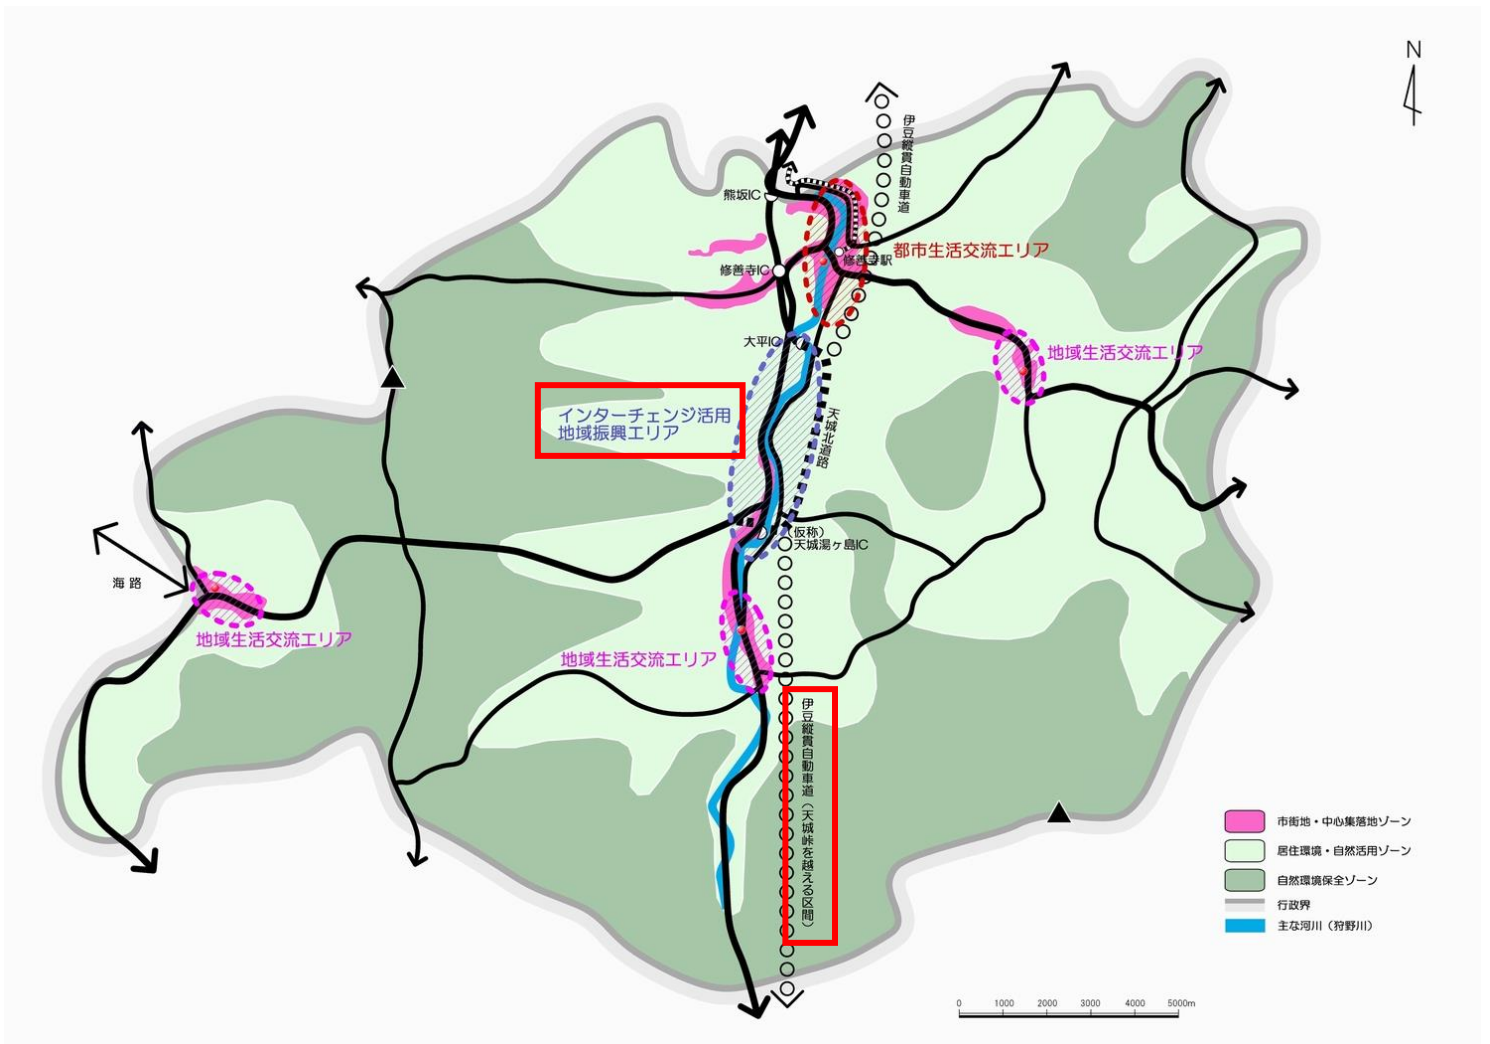 N
伊豆縦貫自動車道
熊坂IC
都市生活交流エリア
修善寺駅
修善寺IC
大平IC
地域生活交流エリア
インターチェンジ活用
地域振興エリア
天城北道路
（仮称）
天城湯ヶ島IC
海路
地域生活交流エリア
地域生活交流エリア
伊豆縦貫自動車道（天城峠を越える区間）
市街地・中心集落地ゾーン
居住環境・自然活用ゾーン
自然環境保全ゾーン
行政界
主な河川（狩野川）
0 1000 2000 3000 4000 5000m